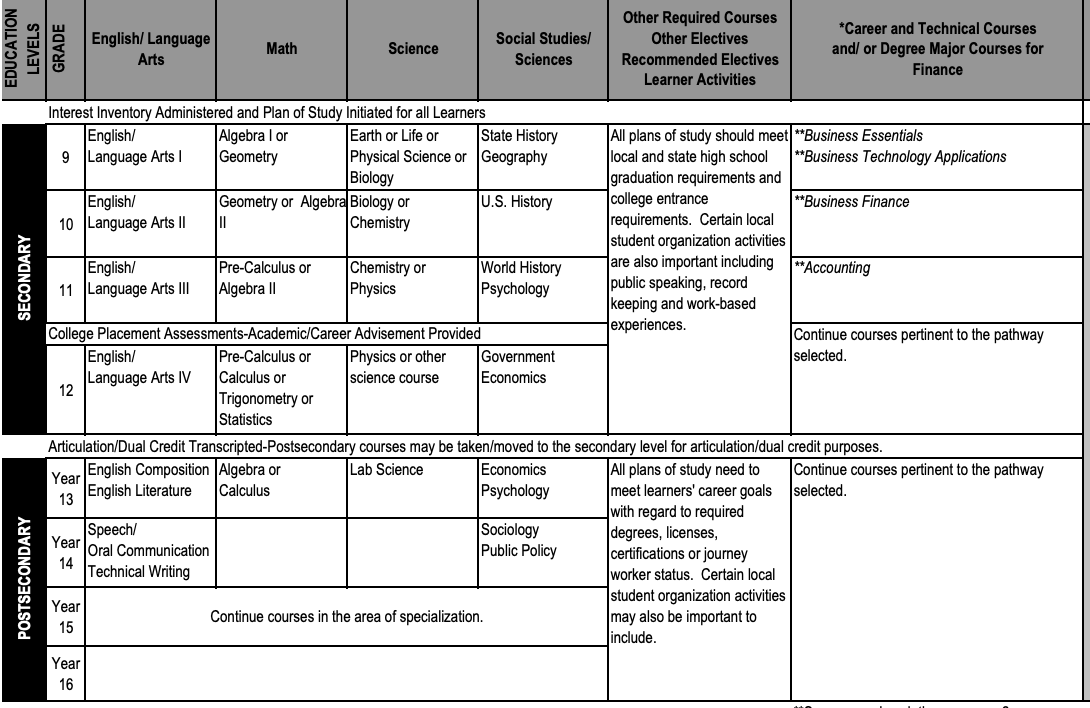 EDUCATION
LEVELS
GRADE
English/ Language
Arts
Math
Science
Social Studies/
Sciences
Other Required Courses
Other Electives
Recommended Electives
Learner Activities
*Career and Technical Courses
and/ or Degree Major Courses for
Finance
Interest Inventory Administered and Plan of Study Initiated for all Learners
SECONDARY
9
English/
Language Arts I
Algebra I or
Geometry
Earth or Life or
Physical Science or
Biology
State History
Geography
All plans of study should meet
local and state high school
graduation requirements and
college entrance
requirements. Certain local
student organization activities
are also important including
public speaking, record
keeping and work-based
experiences.
**Business Essentials
**Business Technology Applications
10
English/
Language Arts II
Geometry or Algebra
II
Biology or
Chemistry
U.S. History
**Business Finance
11
English/
Language Arts III
Pre-Calculus or
Algebra II
Chemistry or
Physics
World History
Psychology
**Accounting
College Placement Assessments-Academic/Career Advisement Provided
Continue courses pertinent to the pathway
selected.
12
English/
Language Arts IV
Pre-Calculus or
Calculus or
Trigonometry or
Statistics
Physics or other
science course
Government
Economics
Articulation/Dual Credit Transcripted-Postsecondary courses may be taken/moved to the secondary level for articulation/dual credit purposes.
POSTSECONDARY
Year
13
English Composition
English Literature
Algebra or
Calculus
Lab Science
Economics
Psychology
All plans of study need to
meet learners' career goals
with regard to required
degrees, licenses,
certifications or journey
worker status. Certain local
student organization activities
may also be important to
include.
Continue courses pertinent to the pathway
selected.
Year
14
Speech/
Oral Communication
Technical Writing
Sociology
Public Policy
Year
15
Continue courses in the area of specialization.
Year
16